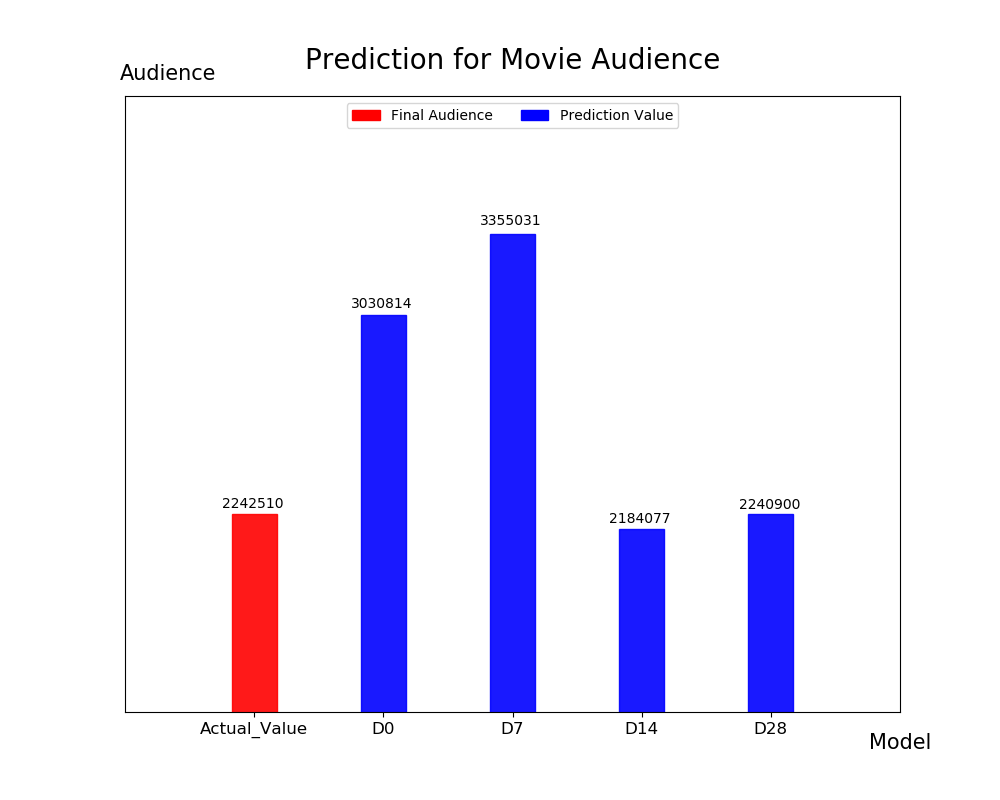 Prediction for Movie Audience
Audience
Final Audience Prediction Value
3355031
3030814
2242510
2184077
2240900
Actual_Value D0 D7 D14 D28
Model